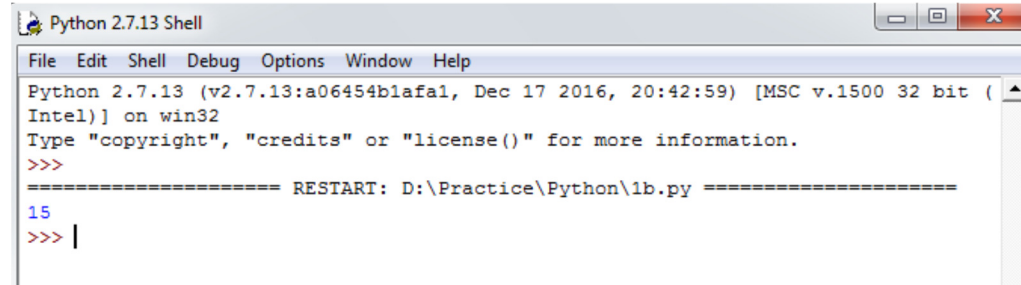 Python 2.7.13 Shell
File Edit Shell Debug Options Window Help
Python 2.7.13 (v2.7.13:a06454b1afa1, Dec 17 2016, 20:42:59) [MSC v.1500 32 bit (
Intel)] on win32
Type "copyright", "credits" or "license()" for more information.
>>>
===================== RESTART: D:\Practice\Python\1b.py =====================
15
>>>